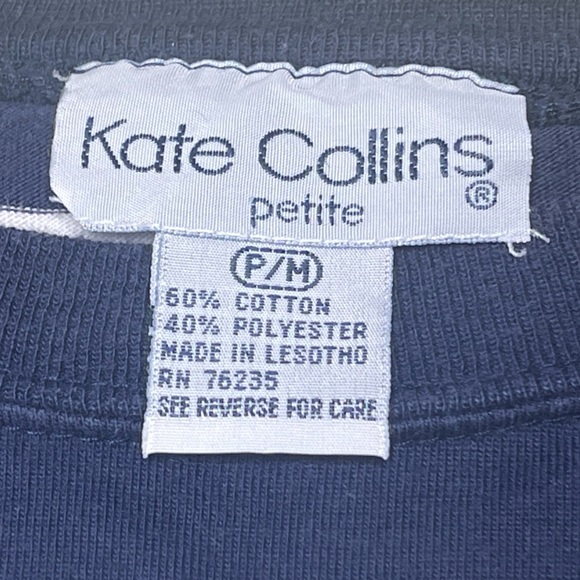 Kate Collins
®
petite
P/M
60% COTTON
40% POLYESTER
MADE IN LESOTHO
RN 76235
SEE REVERSE FOR CARE